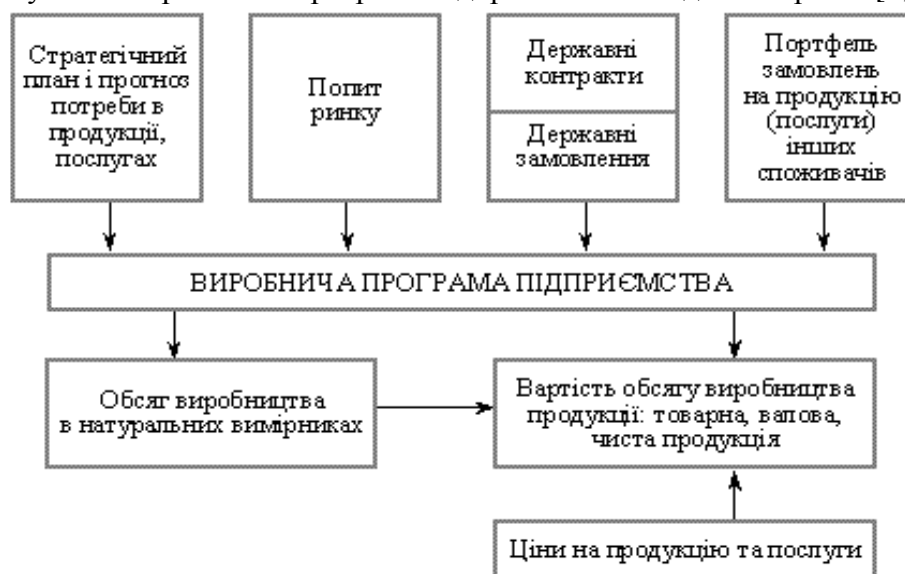 Стратегічний
план і прогноз
потреби в
продукції,
послугах
Попит
ринку
Державні
контракти
Державні
замовлення
Портфель
замовлень
на продукцію
(послуги)
інших
споживачів
ВИРОБНИЧА ПРОГРАМА ПІДПРИЄМСТВА
Обсяг виробництва
в натуральних вимірниках
Вартість обсягу виробництва
продукції: товарна, валова,
чиста продукція
Ціни на продукцію та послуги